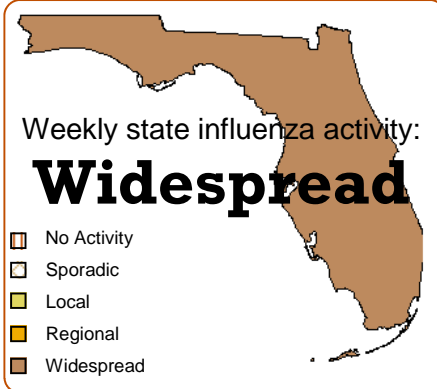 Weekly state influenza activity:
Widespread
No Activity
Sporadic
Local
Regional
Widespread